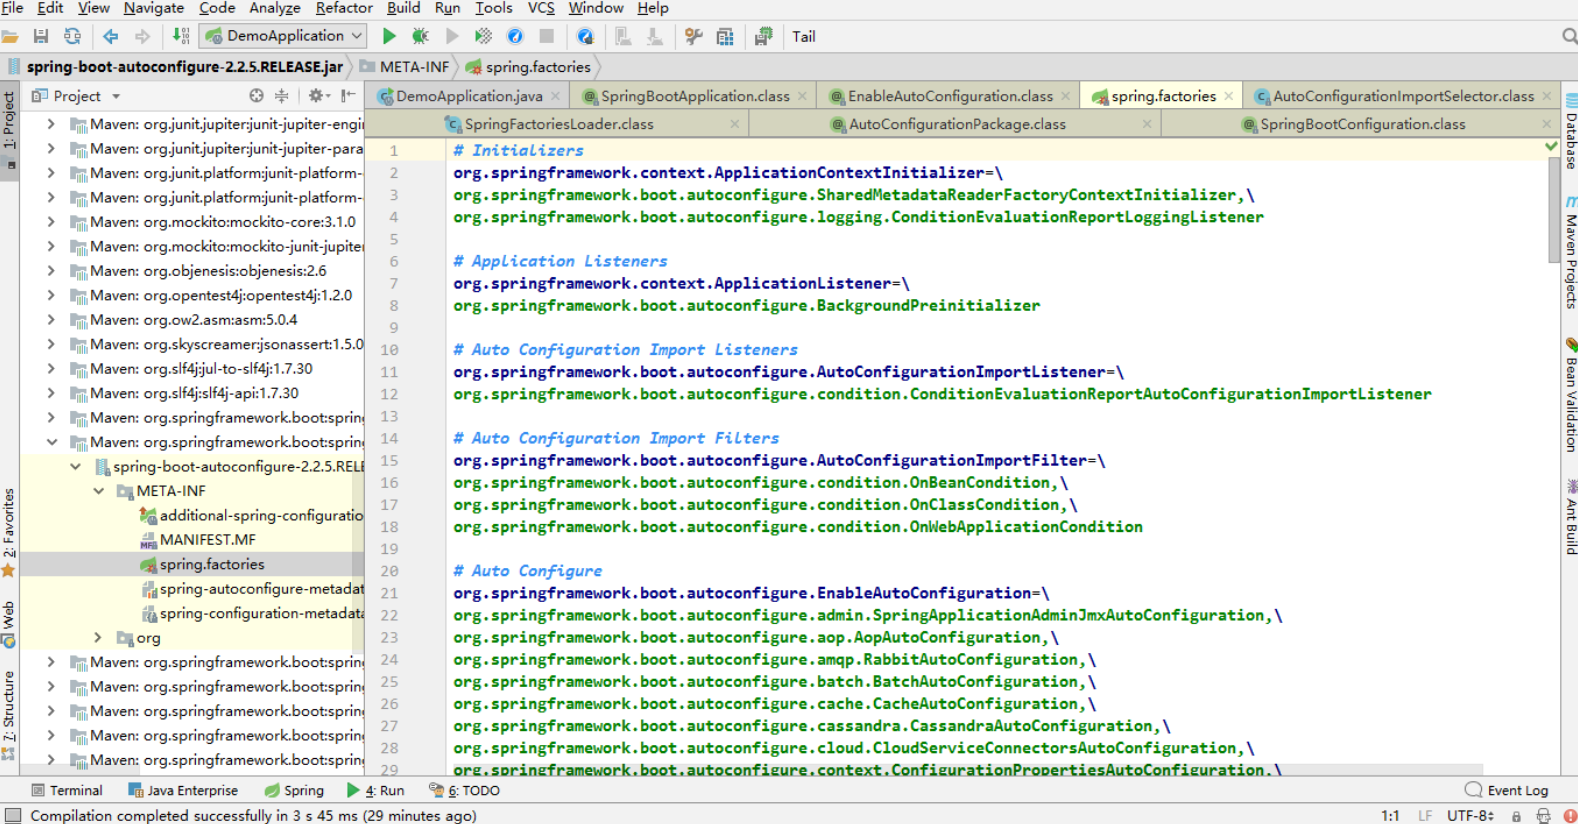 File Edit View Navigate Code Analyze Refactor Build Run Tools VCS Window Help
DemoApplication Tail
spring-boot-autoconfigure-2.2.5.RELEASE.jar META-INF spring.factories
Project
DemoApplication.java SpringBootApplication.class EnableAutoConfiguration.class spring.factories AutoConfigurationImportSelector.class
SpringFactoriesLoader.class AutoConfigurationPackage.class SpringBootConfiguration.class
1: Project
2: Favorites
Web
7: Structure
Maven: org.junit.jupiter:junit-jupiter-engi
Maven: org.junit.jupiter:junit-jupiter-para
Maven: org.junit.platform:junit-platform-
Maven: org.junit.platform:junit-platform-
Maven: org.mockito:mockito-core:3.1.0
Maven: org.mockito:mockito-junit-jupiter
Maven: org.objenesis:objenesis:2.6
Maven: org.opentest4j:opentest4j:1.2.0
Maven: org.ow2.asm:asm:5.0.4
Maven: org.skyscreamer:jsonassert:1.5.0
Maven: org.slf4j:jul-to-slf4j:1.7.30
Maven: org.slf4j:slf4j-api:1.7.30
Maven: org.springframework.boot:spring
Maven: org.springframework.boot:spring
spring-boot-autoconfigure-2.2.5.RELE
META-INF
additional-spring-configuratio
MANIFEST.MF
spring.factories
spring-autoconfigure-metadat
spring-configuration-metadata
org
Maven: org.springframework.boot:spring
Maven: org.springframework.boot:spring
Maven: org.springframework.boot:spring
Maven: org.springframework.boot:spring
Maven: org.springframework.boot:spring
1 # Initializers
2 org.springframework.context.ApplicationContextInitializer=\
3 org.springframework.boot.autoconfigure.SharedMetadataReaderFactoryContextInitializer,\
4 org.springframework.boot.autoconfigure.logging.ConditionEvaluationReportLoggingListener
5
6 # Application Listeners
7 org.springframework.context.ApplicationListener=\
8 org.springframework.boot.autoconfigure.BackgroundPreinitializer
9
10 # Auto Configuration Import Listeners
11 org.springframework.boot.autoconfigure.AutoConfigurationImportListener=\
12 org.springframework.boot.autoconfigure.condition.ConditionEvaluationReportAutoConfigurationImportListener
13
14 # Auto Configuration Import Filters
15 org.springframework.boot.autoconfigure.AutoConfigurationImportFilter=\
16 org.springframework.boot.autoconfigure.condition.OnBeanCondition,\
17 org.springframework.boot.autoconfigure.condition.OnClassCondition,\
18 org.springframework.boot.autoconfigure.condition.OnWebApplicationCondition
19
20 # Auto Configure
21 org.springframework.boot.autoconfigure.EnableAutoConfiguration=\
22 org.springframework.boot.autoconfigure.admin.SpringApplicationAdminJmxAutoConfiguration,\
23 org.springframework.boot.autoconfigure.aop.AopAutoConfiguration,\
24 org.springframework.boot.autoconfigure.amqp.RabbitAutoConfiguration,\
25 org.springframework.boot.autoconfigure.batch.BatchAutoConfiguration,\
26 org.springframework.boot.autoconfigure.cache.CacheAutoConfiguration,\
27 org.springframework.boot.autoconfigure.cassandra.CassandraAutoConfiguration,\
28 org.springframework.boot.autoconfigure.cloud.CloudServiceConnectorsAutoConfiguration,\
29 org.springframework.boot.autoconfigure.context.ConfigurationPropertiesAutoConfiguration,\
Database
Maven Projects
Bean Validation
Ant Build
Terminal Java Enterprise Spring 4: Run 6: TODO Event Log
Compilation completed successfully in 3 s 45 ms (29 minutes ago) 1:1 LF UTF-8